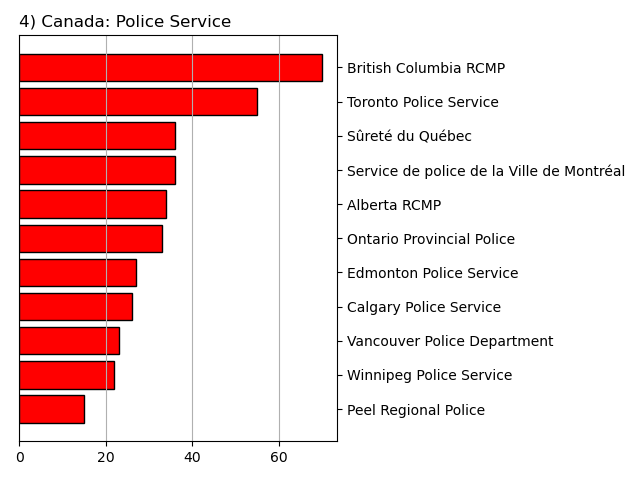 4) Canada: Police Service
British Columbia RCMP
Toronto Police Service
Sûreté du Québec
Service de police de la Ville de Montréal
Alberta RCMP
Ontario Provincial Police
Edmonton Police Service
Calgary Police Service
Vancouver Police Department
Winnipeg Police Service
Peel Regional Police
0 20 40 60